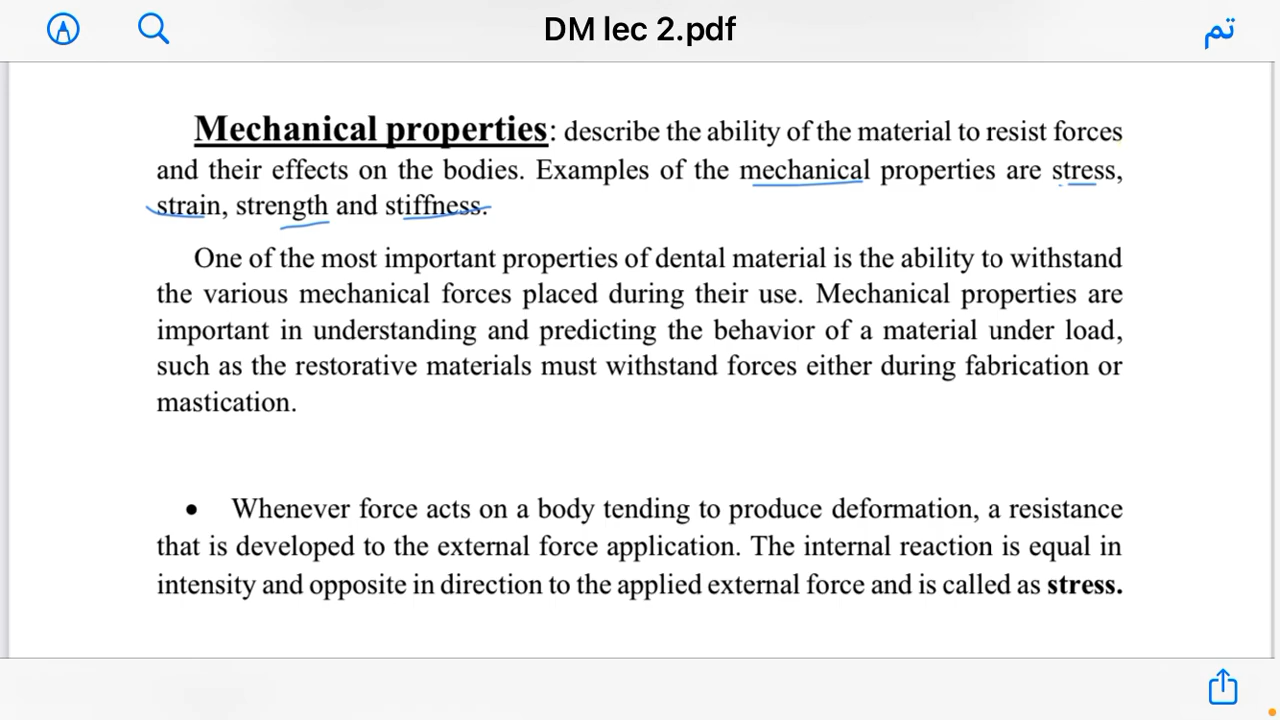 DM lec 2.pdf
تم
Mechanical properties: describe the ability of the material to resist forces
and their effects on the bodies. Examples of the mechanical properties are stress,
strain, strength and stiffness.
One of the most important properties of dental material is the ability to withstand
the various mechanical forces placed during their use. Mechanical properties are
important in understanding and predicting the behavior of a material under load,
such as the restorative materials must withstand forces either during fabrication or
mastication.
• Whenever force acts on a body tending to produce deformation, a resistance
that is developed to the external force application. The internal reaction is equal in
intensity and opposite in direction to the applied external force and is called as stress.